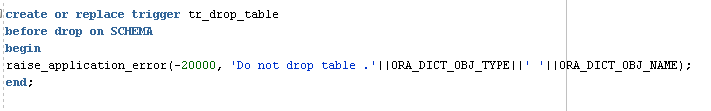 create or replace trigger tr_drop_table
before drop on SCHEMA
begin
raise_application_error(-20000, 'Do not drop table .'||ORA_DICT_OBJ_TYPE||' '||ORA_DICT_OBJ_NAME);
end;